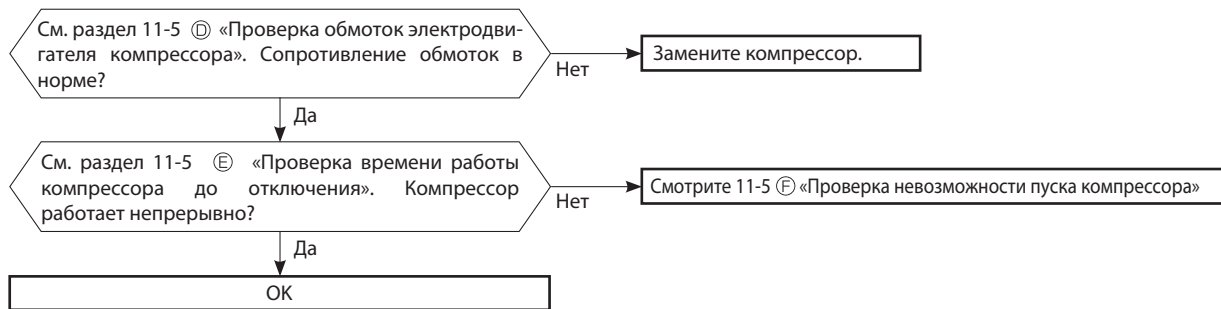 См. раздел 11-5 Ⓓ «Проверка обмоток электродви-
гателя компрессора». Сопротивление обмоток в
норме?
Нет
Замените компрессор.
Да
См. раздел 11-5 Ⓔ «Проверка времени работы
компрессора до отключения». Компрессор
работает непрерывно?
Нет
Смотрите 11-5 Ⓕ «Проверка невозможности пуска компрессора»
Да
OK